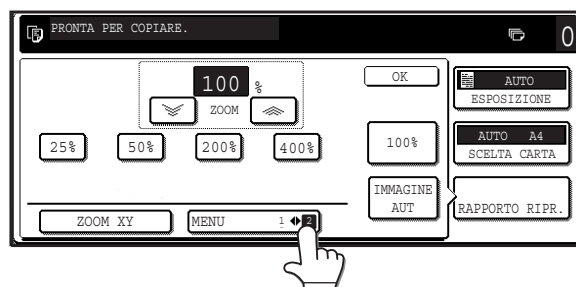 PRONTA PER COPIARE.
0
100 %
ZOOM
OK
AUTO
ESPOSIZIONE
25%
50%
200%
400%
100%
AUTO A4
SCELTA CARTA
IMMAGINE
AUT
RAPPORTO RIPR.
ZOOM XY
MENU 1 2